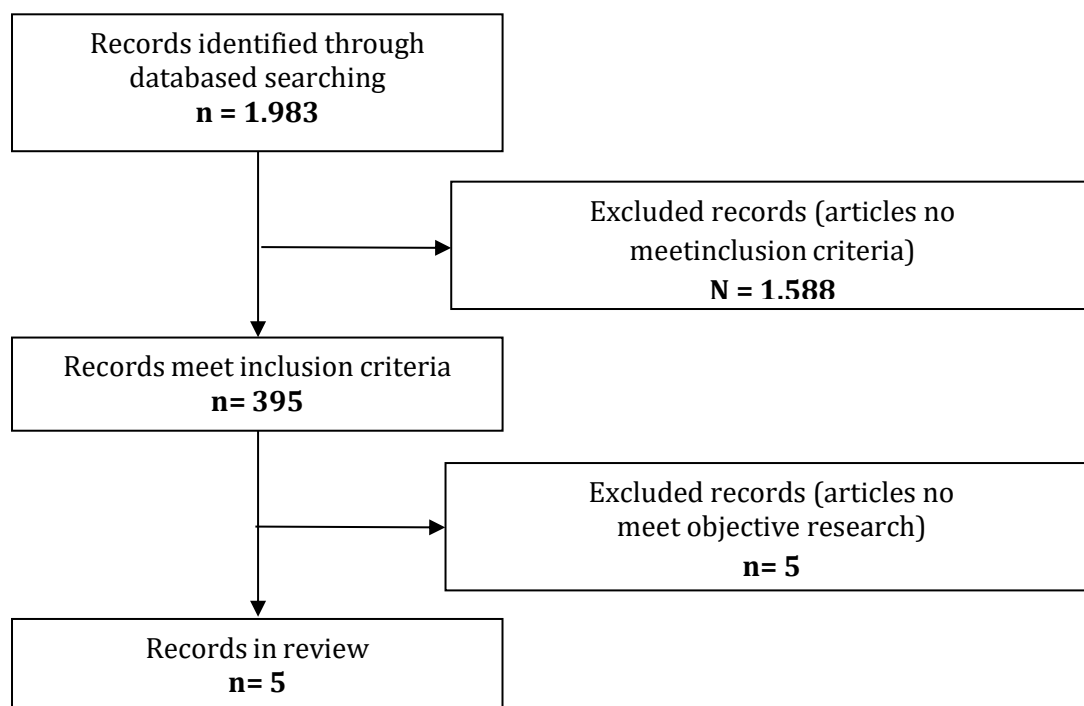 Records identified through
databased searching
n = 1.983
Excluded records (articles no
meetinclusion criteria)
N = 1.588
Records meet inclusion criteria
n= 395
Excluded records (articles no
meet objective research)
n= 5
Records in review
n= 5